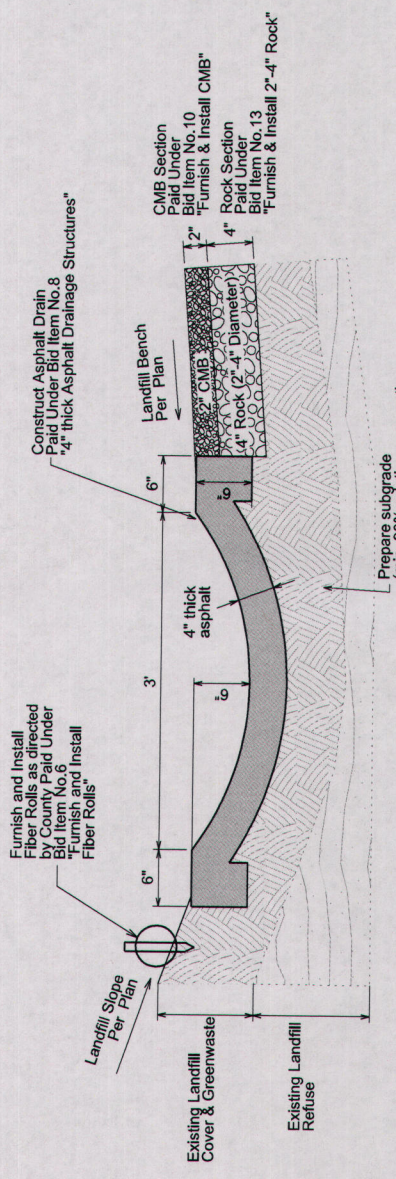 Furnish and Install
Fiber Rolls as directed
by County Paid Under
Bid Item No.6
"Furnish and Install
Fiber Rolls"
Landfill Slope
Per Plan
6"
3'
6"
Construct Asphalt Drain
Paid Under Bid Item No.8
"4" thick Asphalt Drainage Structures"
Landfill Bench
Per Plan
CMB Section
Paid Under
Bid Item No.10
"Furnish & Install CMB"
Rock Section
Paid Under
Bid Item No.13
"Furnish & Install 2"-4" Rock"
2"
4"
2" CMB
(4" Rock (2"-4" Diameter)
6"
6"
4" thick
asphalt
Existing Landfill
Cover & Greenwaste
Existing Landfill
Refuse
Prepare subgrade